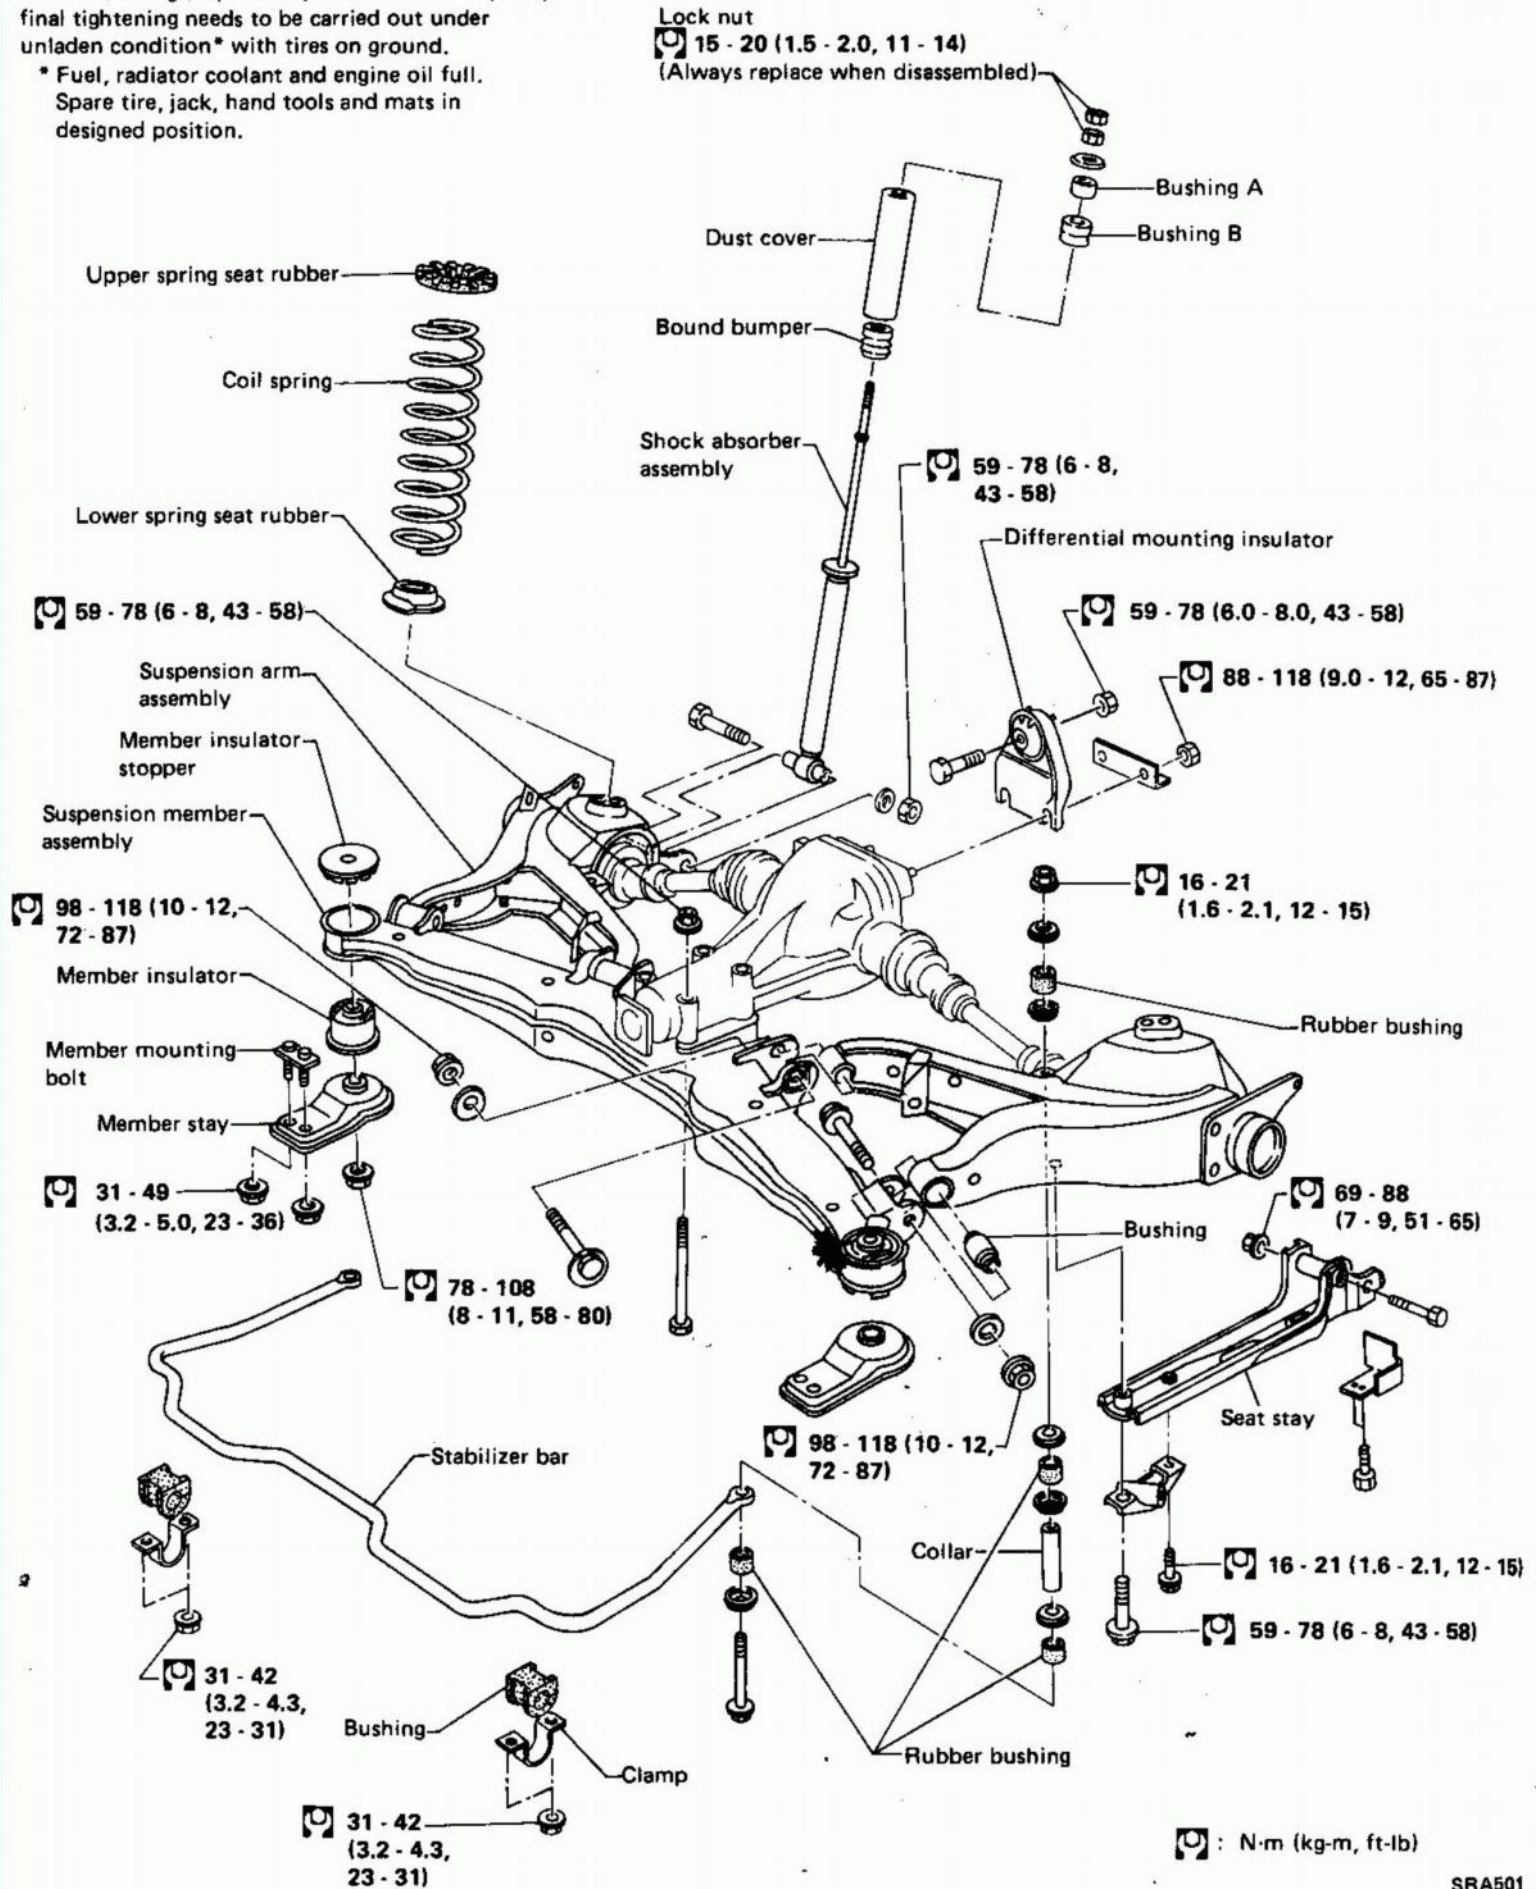 final tightening needs to be carried out under
unladen condition* with tires on ground.
* Fuel, radiator coolant and engine oil full.
Spare tire, jack, hand tools and mats in
designed position.
Lock nut
15 - 20 (1.5 - 2.0, 11 - 14)
(Always replace when disassembled)
Bushing A
Bushing B
Dust cover
Upper spring seat rubber
Bound bumper
Coil spring
Shock absorber
assembly
59 - 78 (6 - 8,
43 - 58)
Lower spring seat rubber
Differential mounting insulator
59 - 78 (6 - 8, 43 - 58)
59 - 78 (6.0 - 8.0, 43 - 58)
Suspension arm
assembly
88 - 118 (9.0 - 12, 65 - 87)
Member insulator
stopper
Suspension member
assembly
98 - 118 (10 - 12,
72 - 87)
16 - 21
(1.6 - 2.1, 12 - 15)
Member insulator
Rubber bushing
Member mounting
bolt
Member stay
31 - 49
(3.2 - 5.0, 23 - 36)
69 - 88
(7 - 9, 51 - 65)
Bushing
78 - 108
(8 - 11, 58 - 80)
Seat stay
98 - 118 (10 - 12,
72 - 87)
Stabilizer bar
Collar
16 - 21 (1.6 - 2.1, 12 - 15)
59 - 78 (6 - 8, 43 - 58)
31 - 42
(3.2 - 4.3,
23 - 31)
Bushing
Rubber bushing
Clamp
31 - 42
(3.2 - 4.3,
23 - 31)
: N·m (kg-m, ft-lb)
SRA501